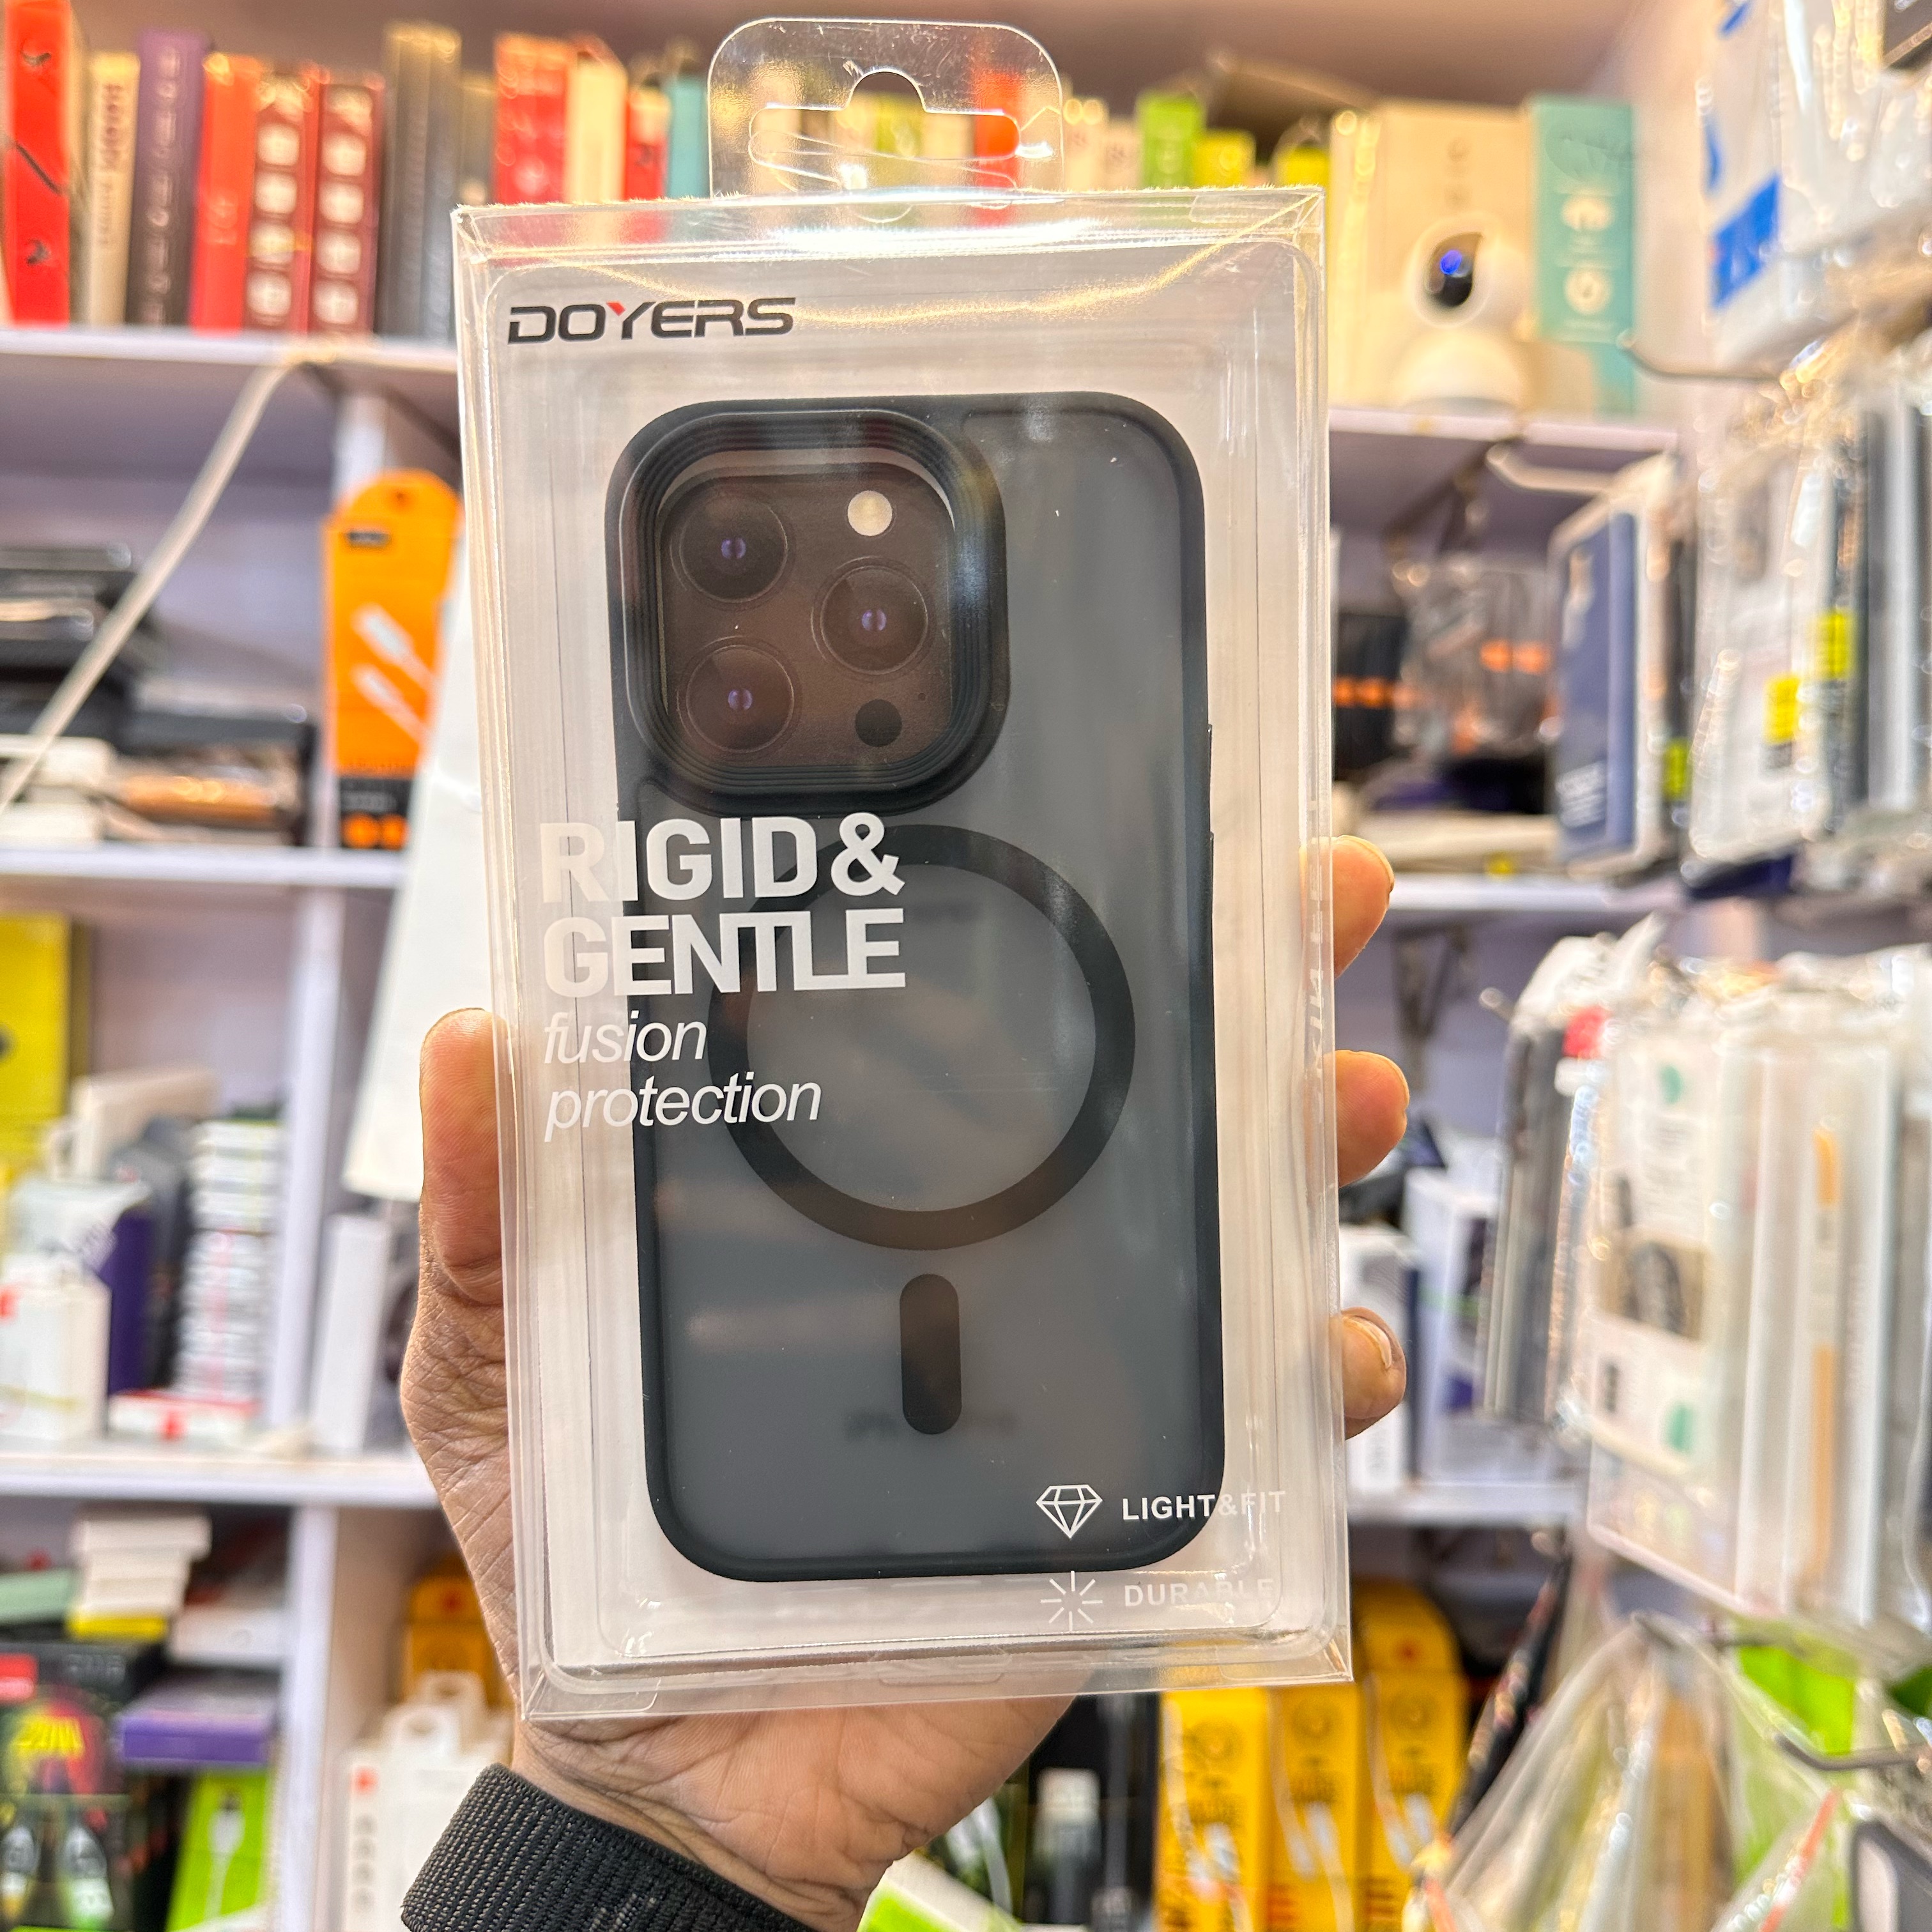 DOYERS
RIGID &
GENTLE
fusion
protection
LIGHT&FIT
DURABLE